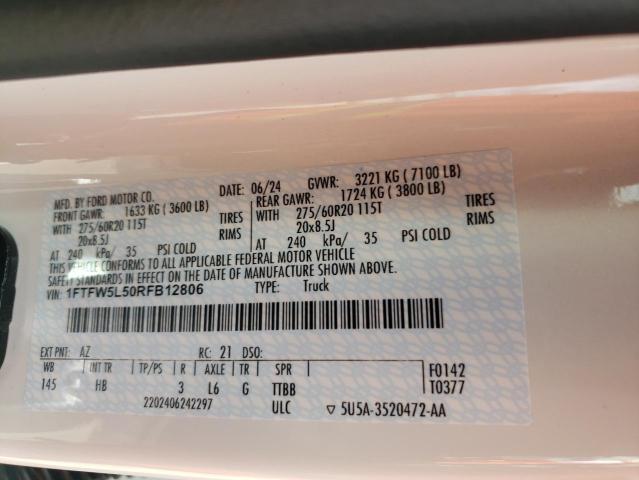 MFD. BY FORD MOTOR CO.
DATE: 06/24 GVWR: 3221 KG ( 7100 LB)
FRONT GAWR: 1633 KG ( 3600 LB) REAR GAWR: 1724 KG ( 3800 LB)
WITH 275/60R20 115T TIRES WITH 275/60R20 115T TIRES
20x8.5J RIMS 20x8.5J RIMS
AT 240 kPa/ 35 PSI COLD AT 240 kPa/ 35 PSI COLD
THIS VEHICLE CONFORMS TO ALL APPLICABLE FEDERAL MOTOR VEHICLE
SAFETY STANDARDS IN EFFECT ON THE DATE OF MANUFACTURE SHOWN ABOVE.
VIN: 1FTFW5L50RFB12806 TYPE: Truck
EXT PNT: AZ RC: 21 DSO:
WB INT TR TP/PS R AXLE TR SPR F0142
145 HB 3 L6 G TTBB T0377
2202406242297 ULC ▽ 5U5A-3520472-AA